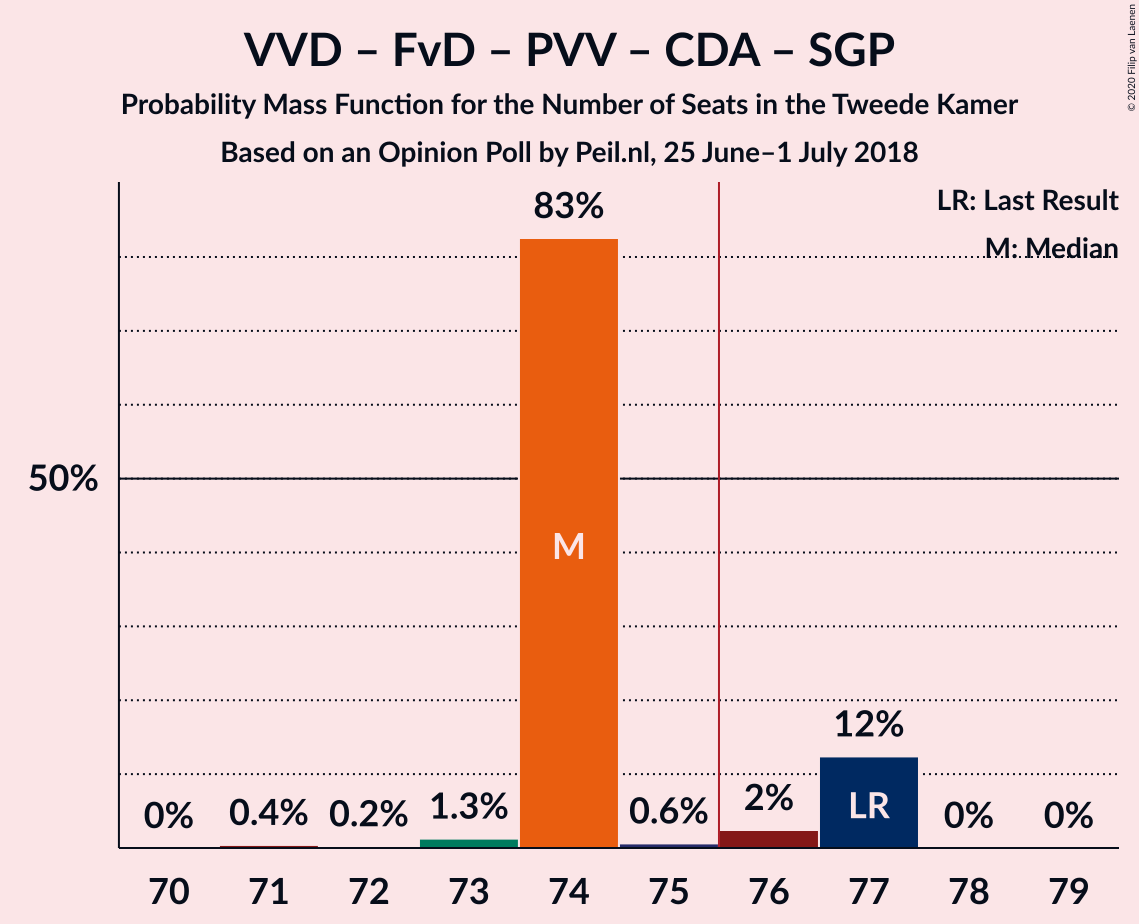 VVD – FvD – PVV – CDA – SGP
Probability Mass Function for the Number of Seats in the Tweede Kamer
Based on an Opinion Poll by Peil.nl, 25 June–1 July 2018
© 2020 Filip van Laenen
LR: Last Result
M: Median
83%
50%
M
12%
LR
0%
0.4%
0.2%
1.3%
0.6%
2%
0%
0%
70 71 72 73 74 75 76 77 78 79